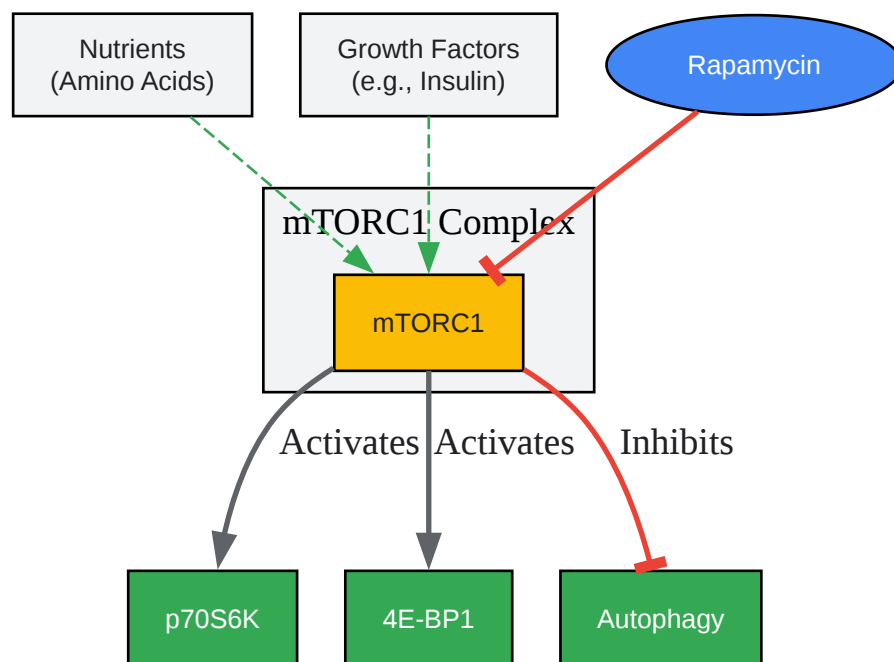 Nutrients
(Amino Acids)
Growth Factors
(e.g., Insulin)
Rapamycin
mTORC1 Complex
mTORC1
Activates
Activates
Inhibits
p70S6K
4E-BP1
Autophagy